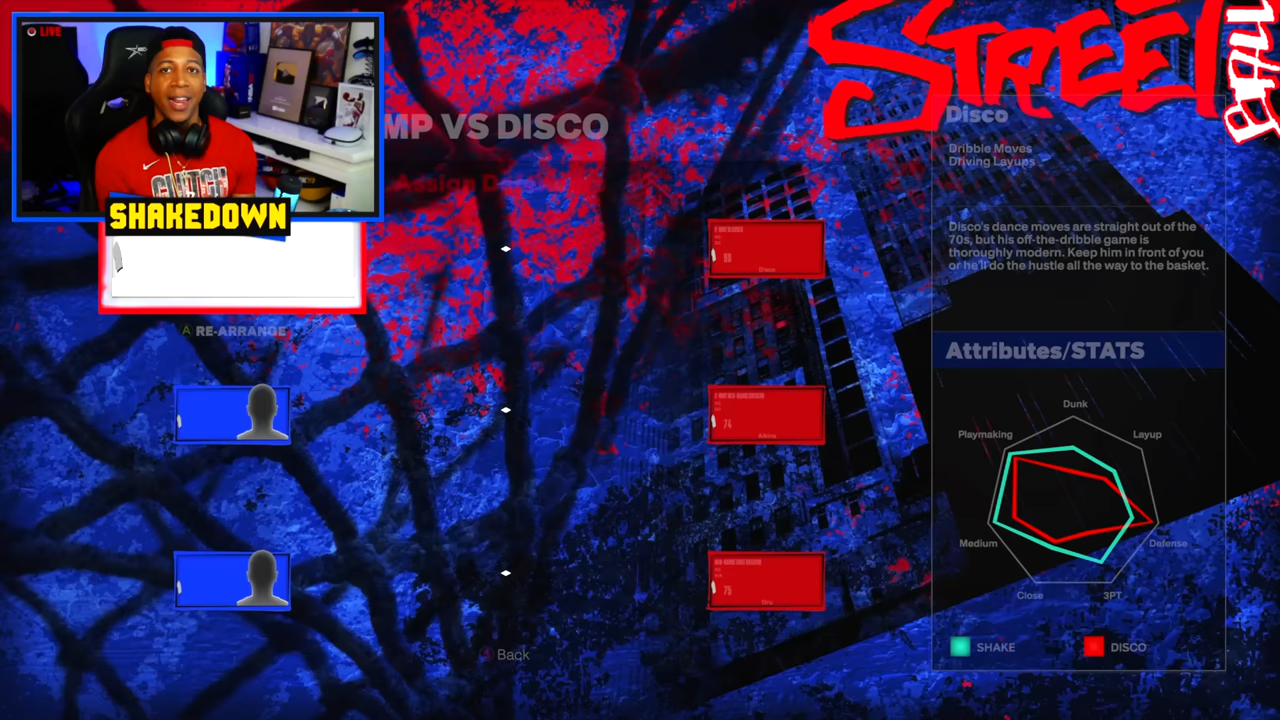 LIVE
STREET
MP VS DISCO
Disco
Dribble Moves
Driving Layups
SHAKEDOWN
Disco's dance moves are straight out of the
70s, but his off-the-dribble game is
thoroughly modern. Keep him in front of you
or he'll do the hustle all the way to the basket.
Disco
A RE-ARRANGE
Attributes/STATS
Dunk
Playmaking
Layup
74
Medium
Defense
75
Close
3PT
SHAKE
DISCO
Back